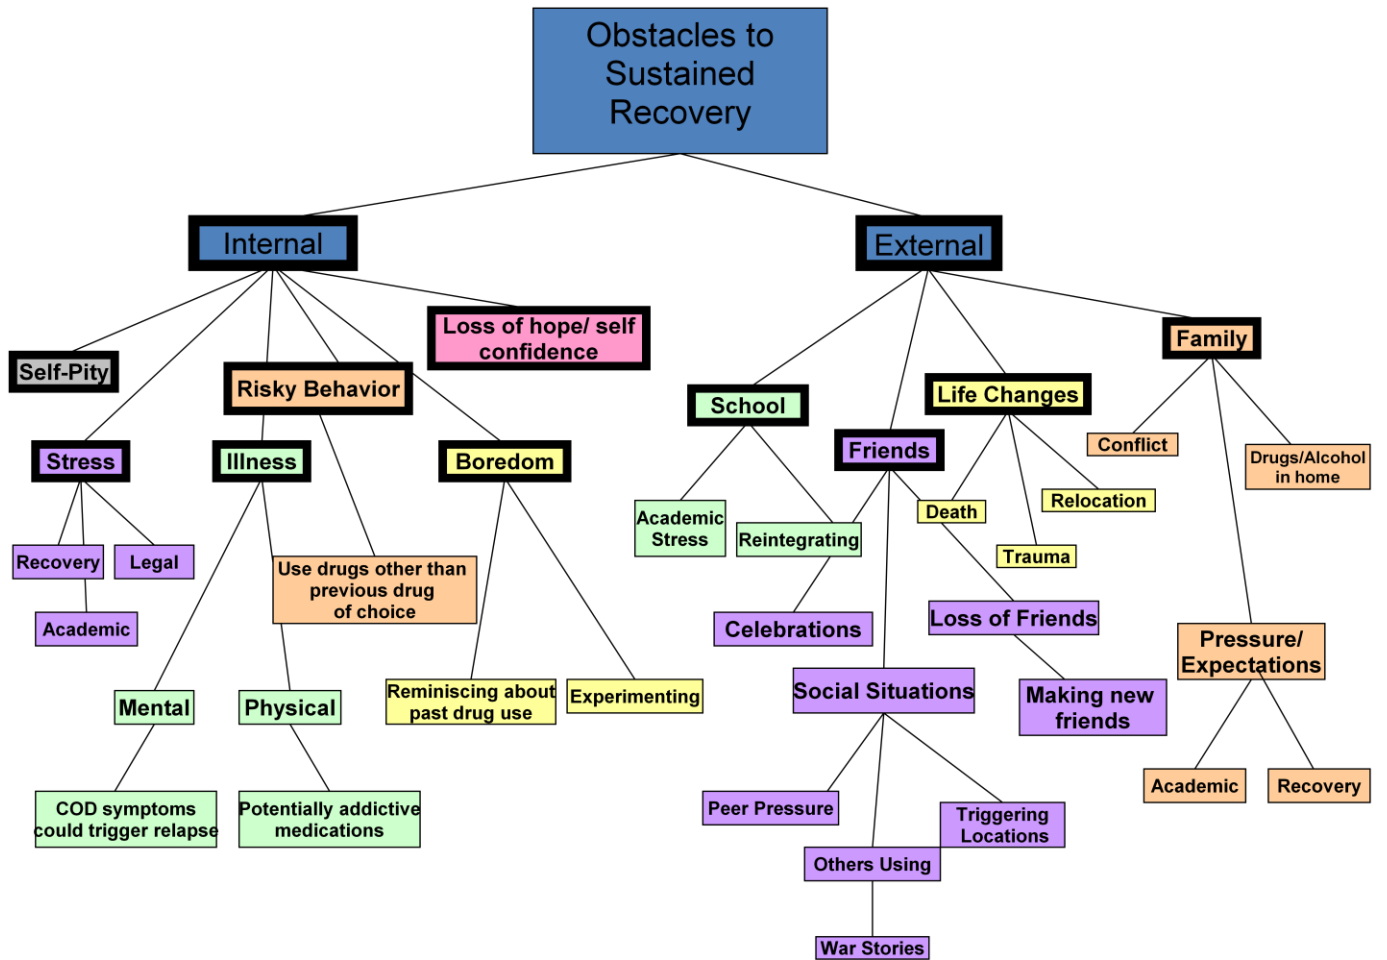 Obstacles to
Sustained
Recovery
Internal
External
Loss of hope/ self
confidence
Family
Self-Pity
Risky Behavior
Life Changes
School
Conflict
Friends
Stress
Illness
Boredom
Drugs/Alcohol
in home
Relocation
Death
Academic
Stress
Reintegrating
Trauma
Recovery
Legal
Use drugs other than
previous drug
of choice
Academic
Celebrations
Loss of Friends
Pressure/
Expectations
Mental
Physical
Reminiscing about
past drug use
Experimenting
Social Situations
Making new
friends
Academic
Recovery
COD symptoms
could trigger relapse
Potentially addictive
medications
Peer Pressure
Triggering
Locations
Others Using
War Stories